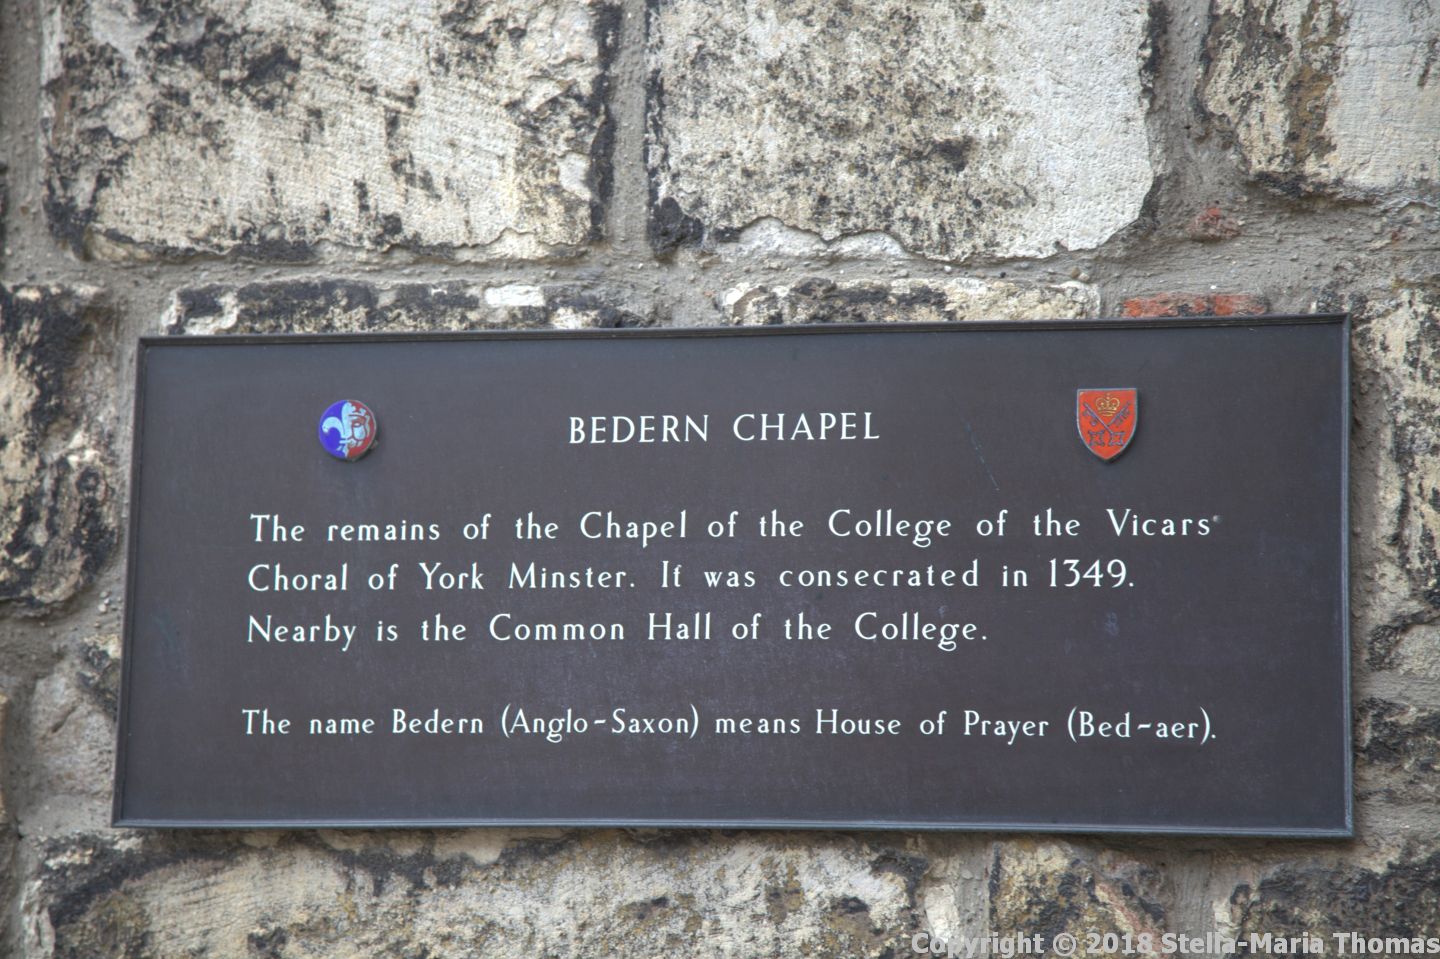 BEDERN CHAPEL
The remains of the Chapel of the College of the Vicars'
Choral of York Minster. It was consecrated in 1349.
Nearby is the Common Hall of the College.
The name Bedern (Anglo-Saxon) means House of Prayer (Bed-aer).
Copyright © 2018 Stella-Maria Thomas